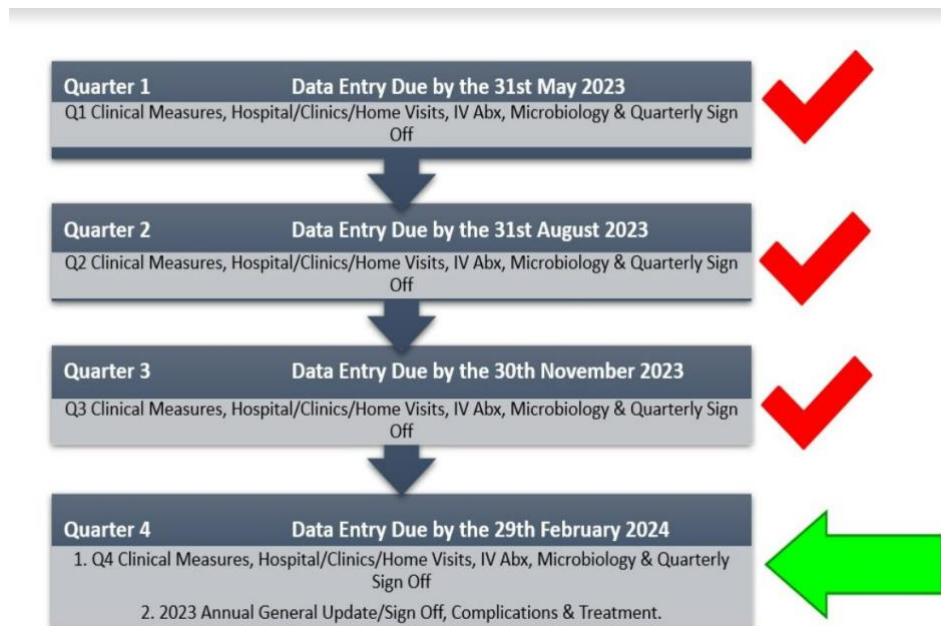 Quarter 1 Data Entry Due by the 31st May 2023
Q1 Clinical Measures, Hospital/Clinics/Home Visits, IV Abx, Microbiology & Quarterly Sign
Off
Quarter 2 Data Entry Due by the 31st August 2023
Q2 Clinical Measures, Hospital/Clinics/Home Visits, IV Abx, Microbiology & Quarterly Sign
Off
Quarter 3 Data Entry Due by the 30th November 2023
Q3 Clinical Measures, Hospital/Clinics/Home Visits, IV Abx, Microbiology & Quarterly Sign
Off
Quarter 4 Data Entry Due by the 29th February 2024
1. Q4 Clinical Measures, Hospital/Clinics/Home Visits, IV Abx, Microbiology & Quarterly
Sign Off
2. 2023 Annual General Update/Sign Off, Complications & Treatment.